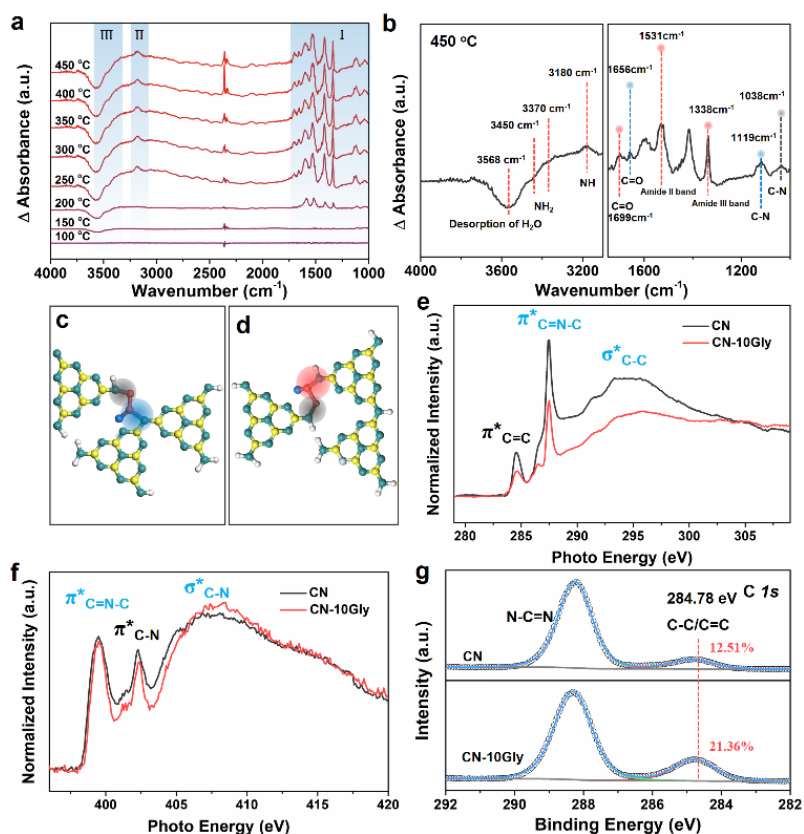 a
III
II
I
450 °C
400 °C
350 °C
300 °C
250 °C
200 °C
150 °C
100 °C
Δ Absorbance (a.u.)
4000 3500 3000 2500 2000 1500 1000
Wavenumber (cm-1)
b
450 °C
3180 cm-1
3370 cm-1
3450 cm-1
3568 cm-1
NH
NH2
Desorption of H2O
1531cm-1
1656cm-1
1338cm-1
1038cm-1
1119cm-1
C=O
C=O
1699cm-1
Amide II band
Amide III band
C-N
C-N
Δ Absorbance (a.u.)
4000 3800 3600 3400 3200
1600 1400 1200
Wavenumber (cm-1)
c
d
e
π*C=N-C
σ*C-C
π*C=C
CN
CN-10Gly
Normalized Intensity (a.u.)
280 285 290 295 300 305
Photo Energy (eV)
f
π*C=N-C
π*C-N
σ*C-N
CN
CN-10Gly
Normalized Intensity (a.u.)
400 405 410 415 420
Photo Energy (eV)
g
284.78 eV
C 1s
N-C=N
C-C/C=C
CN
12.51%
CN-10Gly
21.36%
Intensity (a.u.)
292 290 288 286 284 282
Binding Energy (eV)